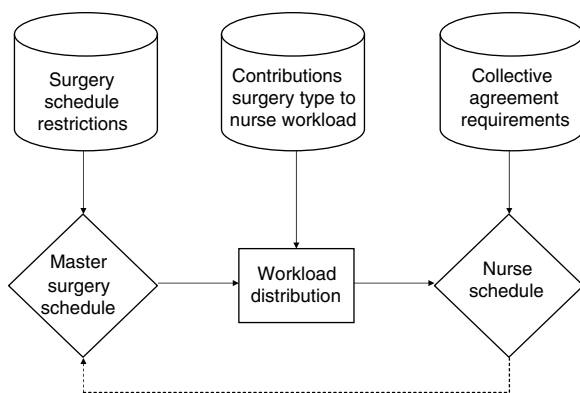 Surgery
schedule
restrictions
Contributions
surgery type to
nurse workload
Collective
agreement
requirements
Master
surgery
schedule
Workload
distribution
Nurse
schedule